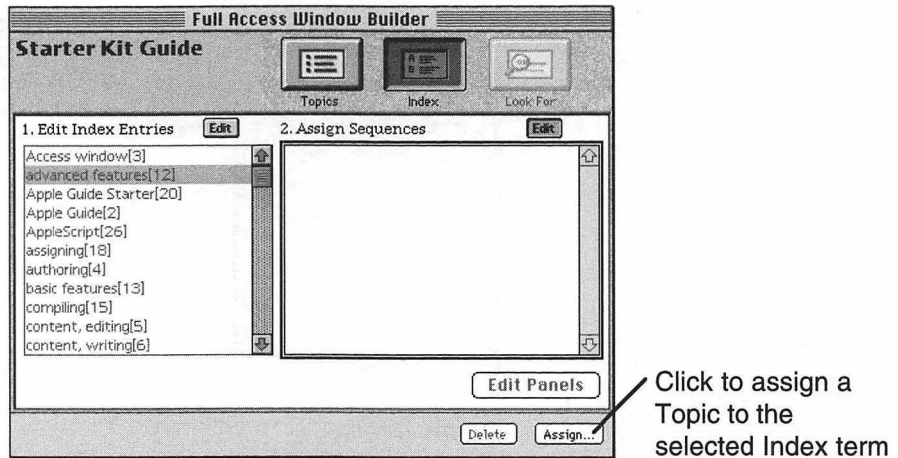 Full Access Window Builder
Starter Kit Guide
Topics
Index
Look For
1. Edit Index Entries
Edit
2. Assign Sequences
Edit
Access window[3]
advanced features[12]
Apple Guide Starter[20]
Apple Guide[2]
AppleScript[26]
assigning[18]
authoring[4]
basic features[13]
compiling[15]
content, editing[5]
content, writing[6]
Edit Panels
Delete
Assign...
Click to assign a
Topic to the
selected Index term